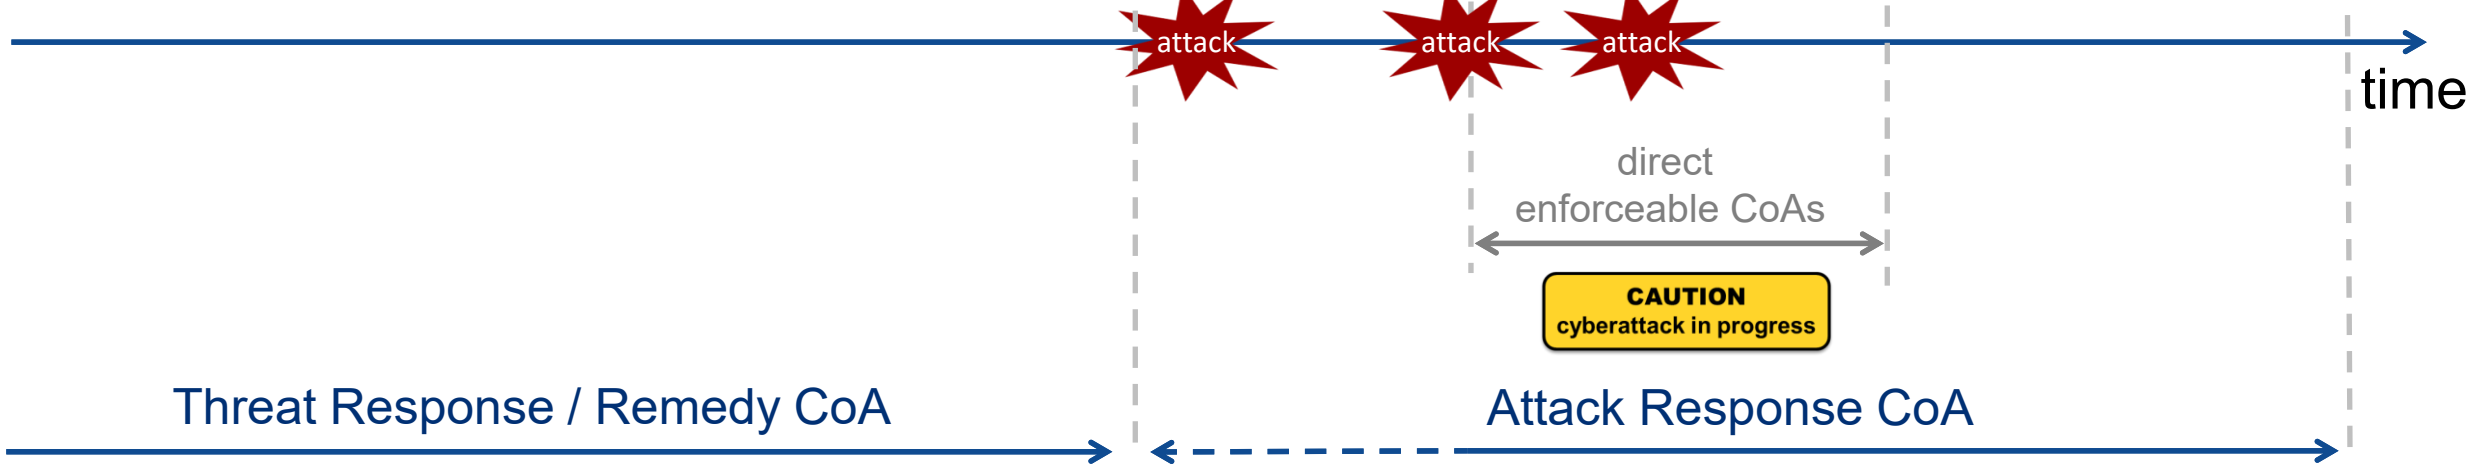 attack
attack
attack
time
direct
enforceable CoAs
CAUTION
cyberattack in progress
Threat Response / Remedy CoA
Attack Response CoA